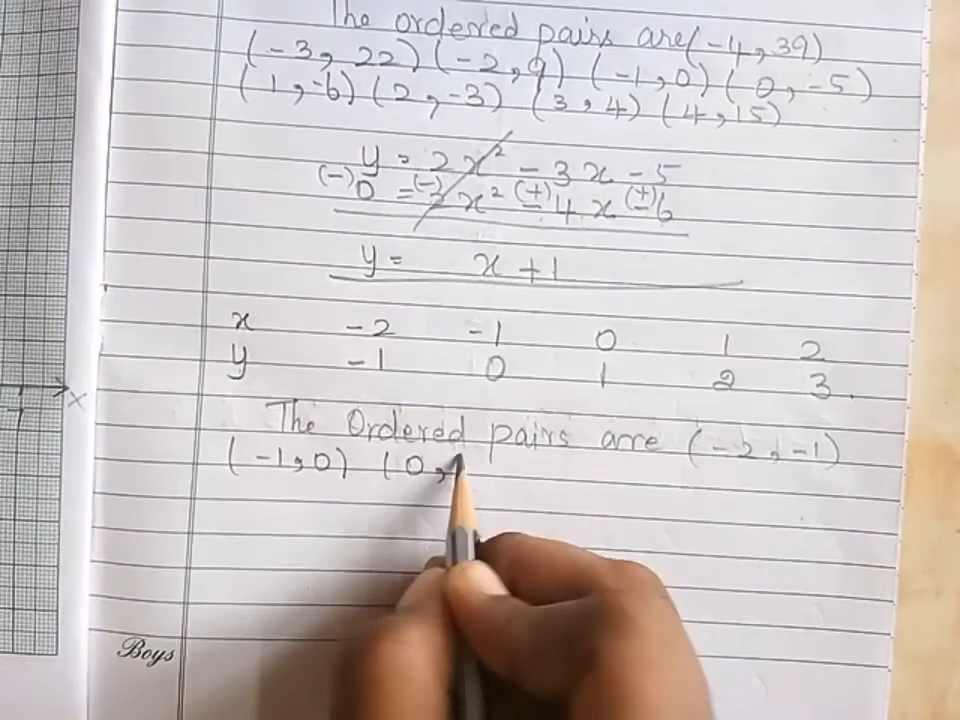 The ordered pairs are (-4, 39)
(-3, 22) (-2, 9) (-1, 0) (0, -5)
(1, -6) (2, -3) (3, 4) (4, 15)
y = 2x² - 3x - 5
(-) 0 = (-) 2x² (+) - 4x (+) - 6
y = x + 1
x -2 -1 0 1 2
y -1 0 1 2 3.
The Ordered pairs are (-2, -1)
(-1, 0) (0,
x
Boys